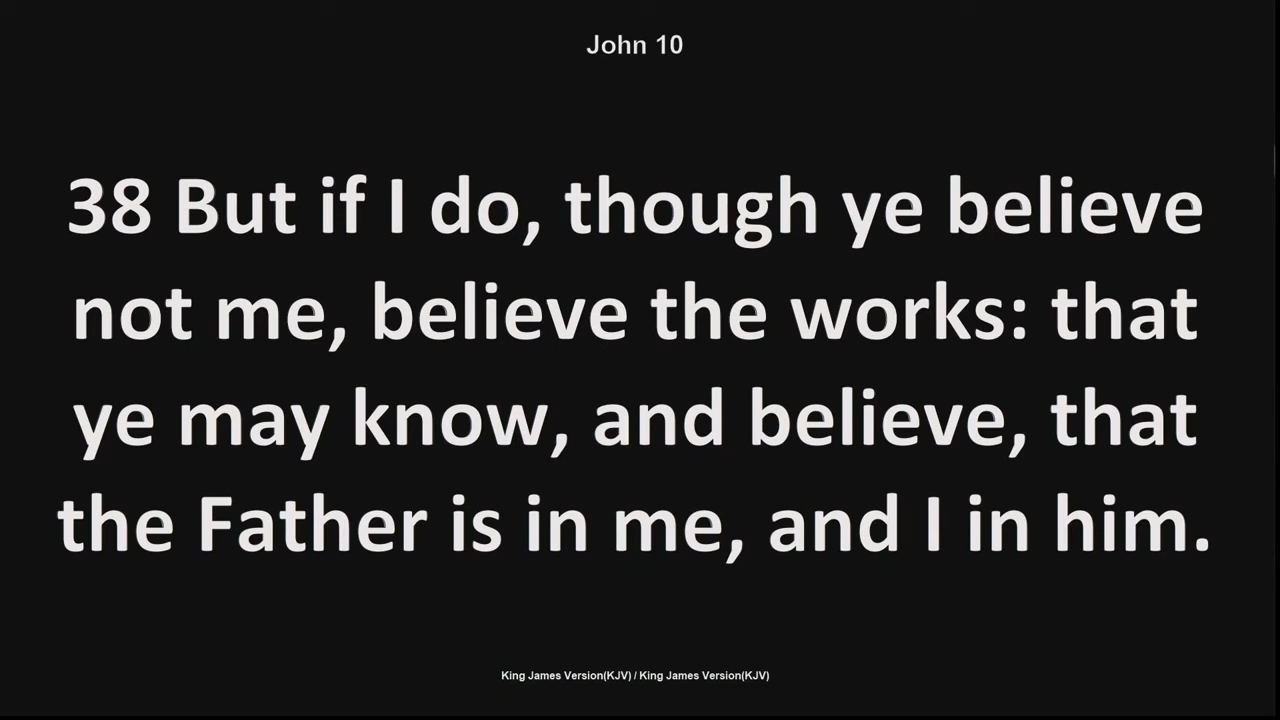 John 10
38 But if I do, though ye believe
not me, believe the works: that
ye may know, and believe, that
the Father is in me, and I in him.
King James Version(KJV) / King James Version(KJV)